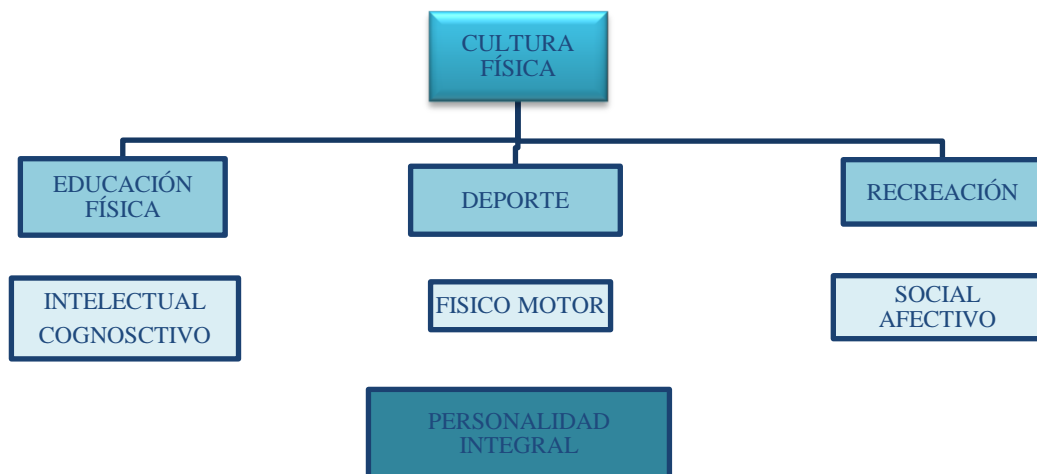 CULTURA
FÍSICA
EDUCACIÓN
FÍSICA
DEPORTE
RECREACIÓN
INTELECTUAL
COGNOSCTIVO
FISICO MOTOR
SOCIAL
AFECTIVO
PERSONALIDAD
INTEGRAL